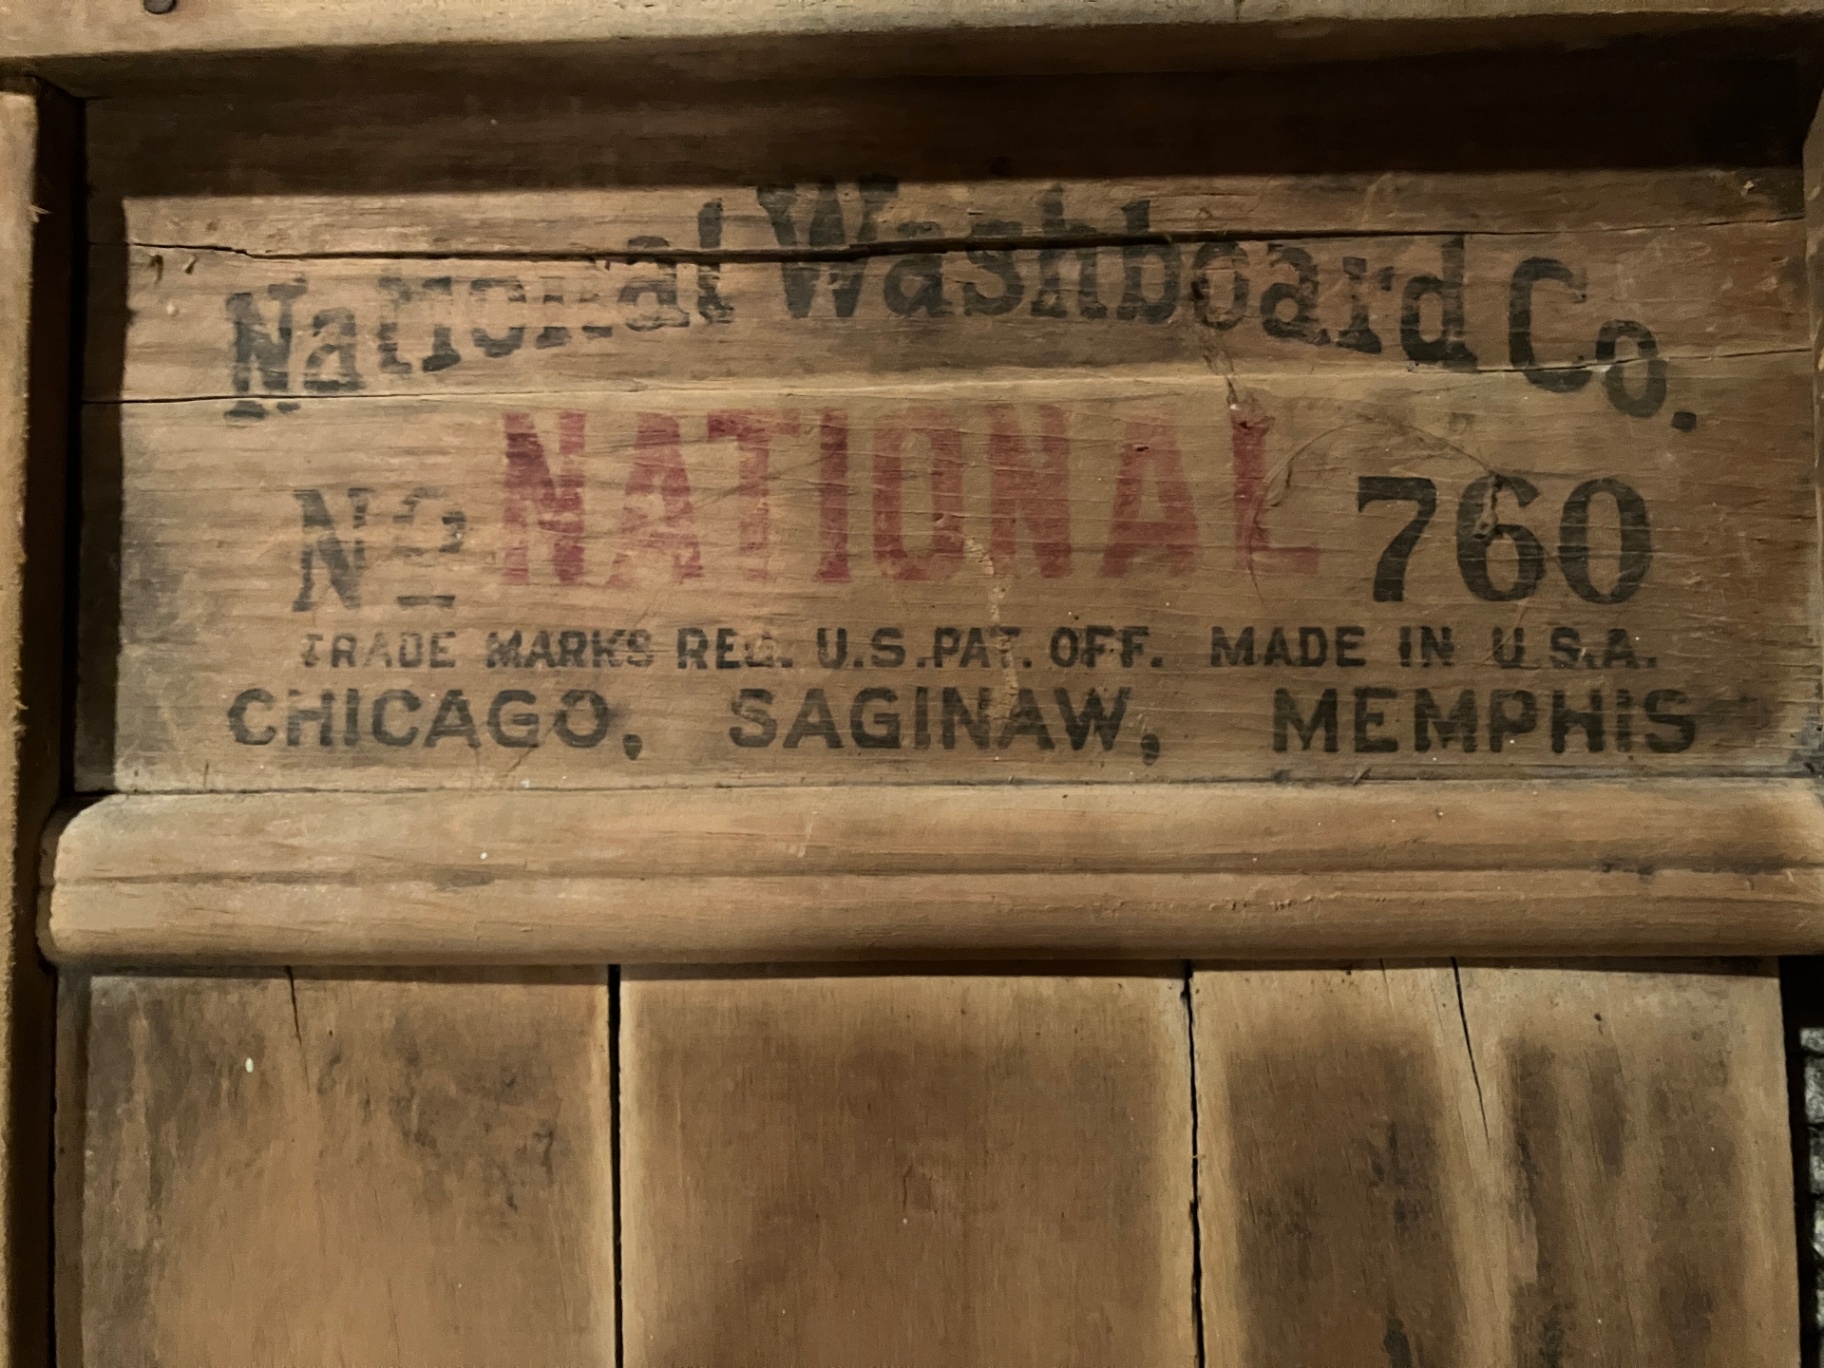 National Washboard Co.
No NATIONAL 760
TRADE MARKS REG. U.S.PAT. OFF. MADE IN U.S.A.
CHICAGO, SAGINAW, MEMPHIS